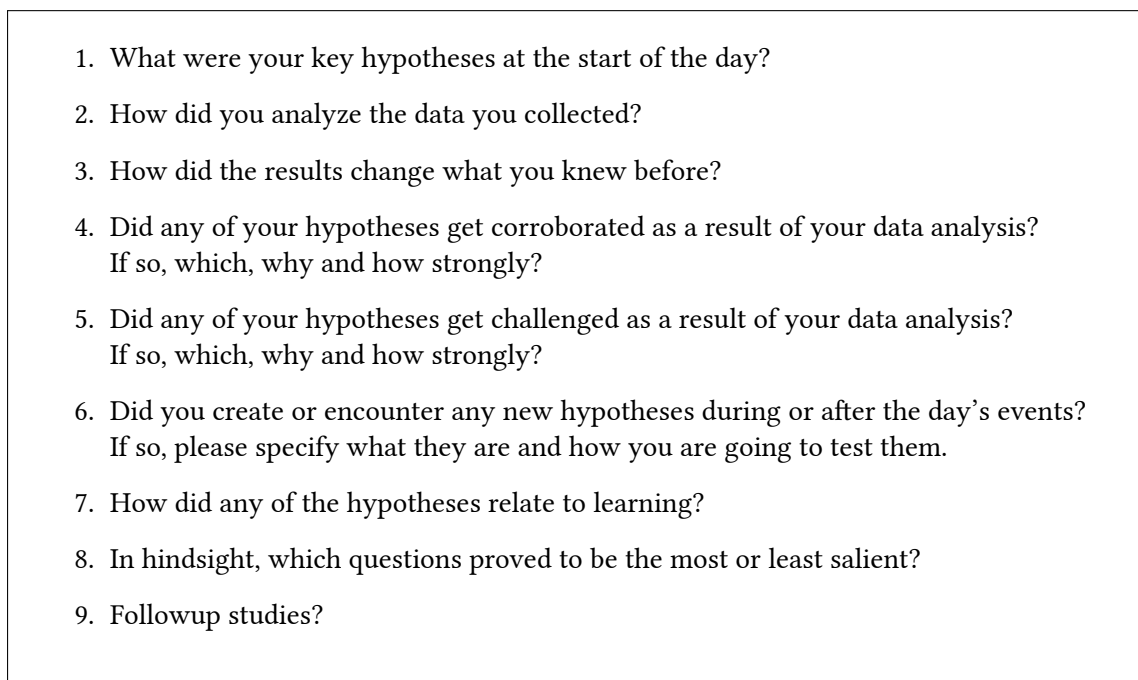 1. What were your key hypotheses at the start of the day?
2. How did you analyze the data you collected?
3. How did the results change what you knew before?
4. Did any of your hypotheses get corroborated as a result of your data analysis?
If so, which, why and how strongly?
5. Did any of your hypotheses get challenged as a result of your data analysis?
If so, which, why and how strongly?
6. Did you create or encounter any new hypotheses during or after the day’s events?
If so, please specify what they are and how you are going to test them.
7. How did any of the hypotheses relate to learning?
8. In hindsight, which questions proved to be the most or least salient?
9. Followup studies?